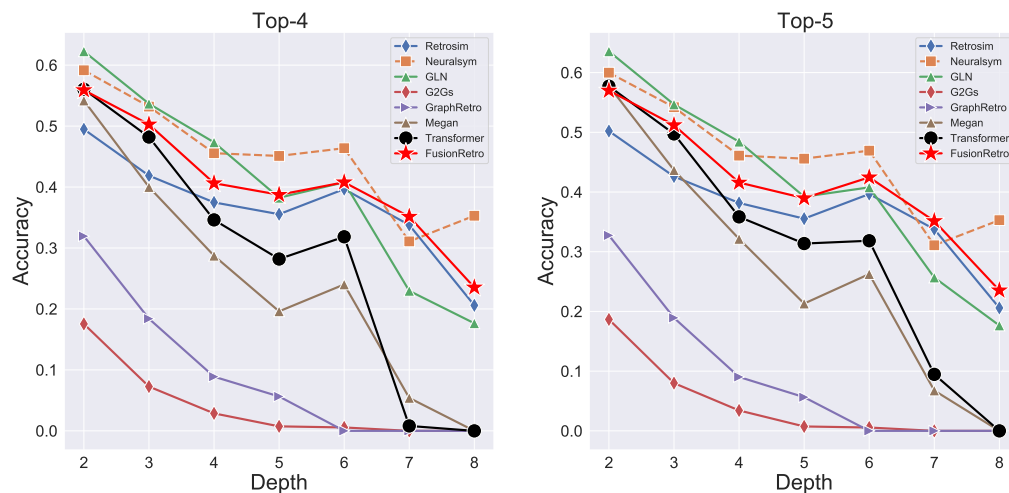 Top-4
Accuracy
0.6
0.5
0.4
0.3
0.2
0.1
0.0
2 3 4 5 6 7 8
Depth
Retrosim
Neuralsym
GLN
G2Gs
GraphRetro
Megan
Transformer
FusionRetro
Top-5
Accuracy
0.6
0.5
0.4
0.3
0.2
0.1
0.0
2 3 4 5 6 7 8
Depth
Retrosim
Neuralsym
GLN
G2Gs
GraphRetro
Megan
Transformer
FusionRetro